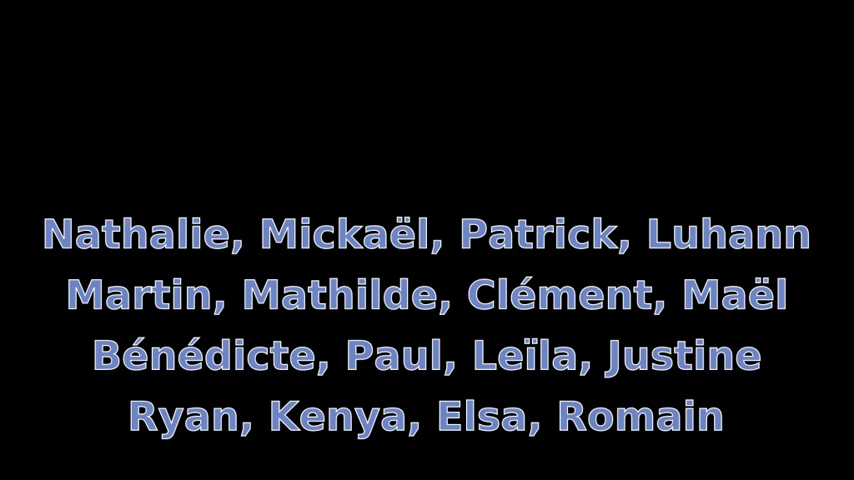 Nathalie, Mickaël, Patrick, Luhann
Martin, Mathilde, Clément, Maël
Bénédicte, Paul, Leïla, Justine
Ryan, Kenya, Elsa, Romain